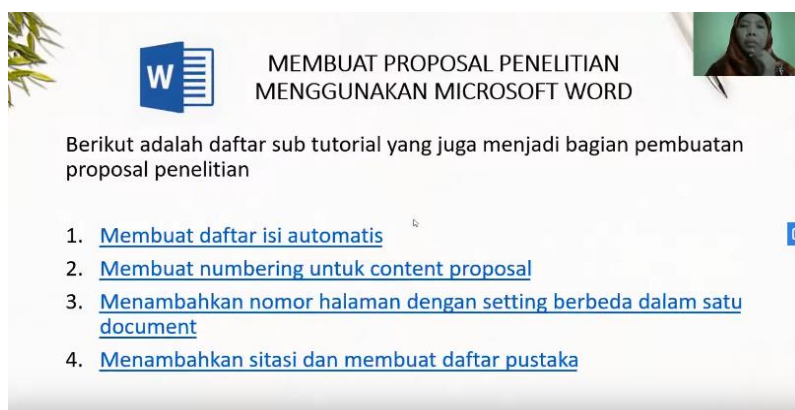 W
MEMBUAT PROPOSAL PENELITIAN
MENGGUNAKAN MICROSOFT WORD
Berikut adalah daftar sub tutorial yang juga menjadi bagian pembuatan
proposal penelitian
1. Membuat daftar isi automatis
2. Membuat numbering untuk content proposal
3. Menambahkan nomor halaman dengan setting berbeda dalam satu
document
4. Menambahkan sitasi dan membuat daftar pustaka